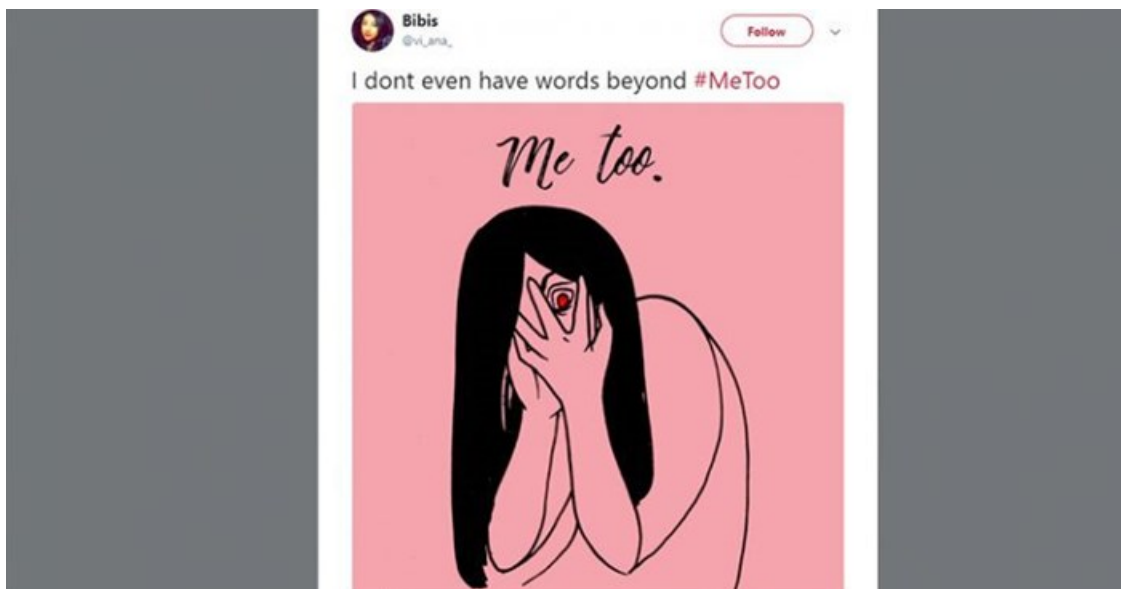 Bibis
@vi_ana_
Follow
I dont even have words beyond #MeToo
Me too.